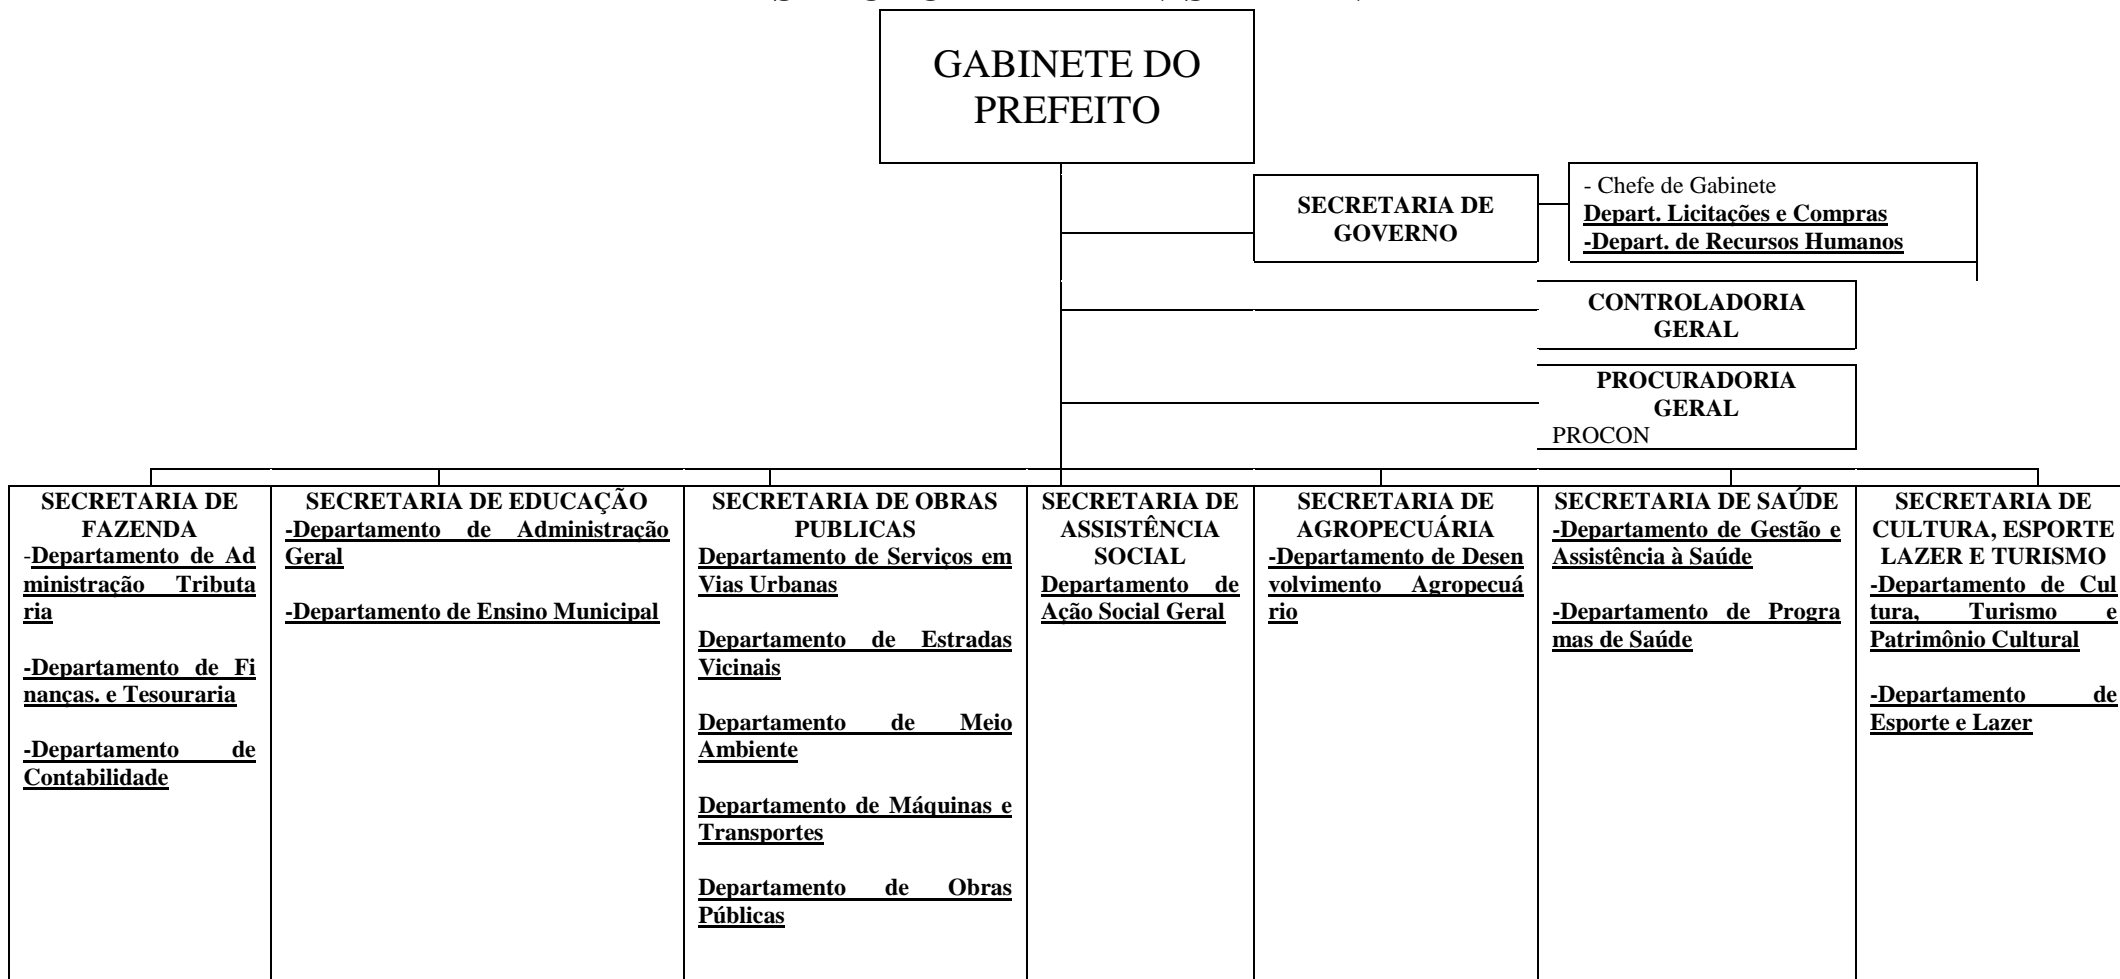 GABINETE DO
PREFEITO
SECRETARIA DE
GOVERNO
- Chefe de Gabinete
Depart. Licitações e Compras
-Depart. de Recursos Humanos
CONTROLADORIA
GERAL
PROCURADORIA
GERAL
PROCON
SECRETARIA DE
FAZENDA
-Departamento de Ad
ministração Tributa
ria
-Departamento de Fi
nanças. e Tesouraria
-Departamento de
Contabilidade
SECRETARIA DE EDUCAÇÃO
-Departamento de Administração
Geral
-Departamento de Ensino Municipal
SECRETARIA DE OBRAS
PUBLICAS
Departamento de Serviços em
Vias Urbanas
Departamento de Estradas
Vicinais
Departamento de Meio
Ambiente
Departamento de Máquinas e
Transportes
Departamento de Obras
Públicas
SECRETARIA DE
ASSISTÊNCIA
SOCIAL
Departamento de
Ação Social Geral
SECRETARIA DE
AGROPECUÁRIA
-Departamento de Desen
volvimento Agropecuá
rio
SECRETARIA DE SAÚDE
-Departamento de Gestão e
Assistência à Saúde
-Departamento de Progra
mas de Saúde
SECRETARIA DE
CULTURA, ESPORTE
LAZER E TURISMO
-Departamento de Cul
tura, Turismo e
Patrimônio Cultural
-Departamento de
Esporte e Lazer